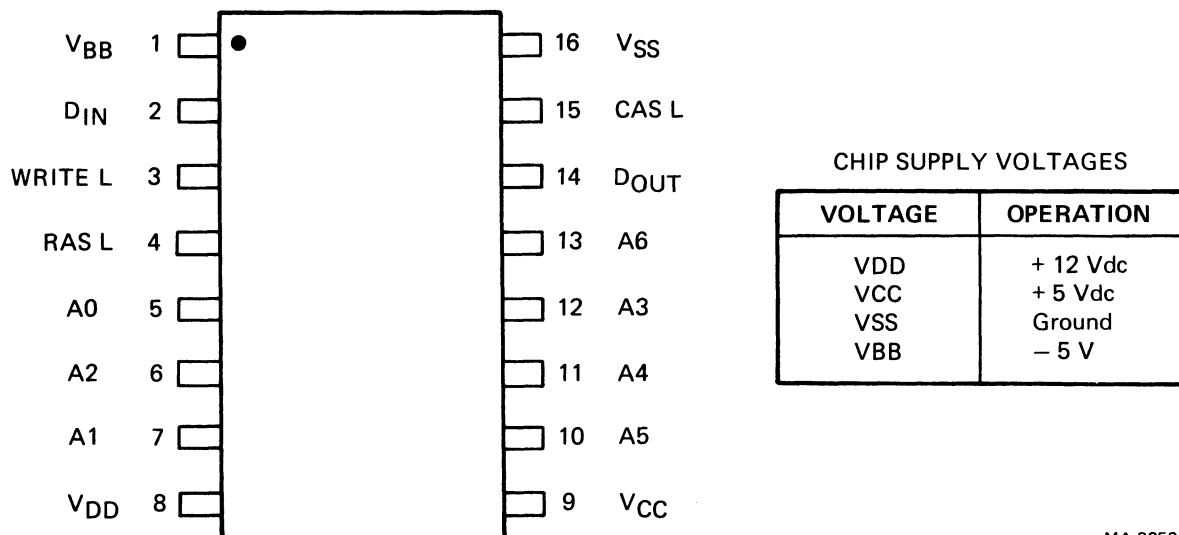 VBB 1 16 VSS
DIN 2 15 CAS L
WRITE L 3 14 DOUT
RAS L 4 13 A6
A0 5 12 A3
A2 6 11 A4
A1 7 10 A5
VDD 8 9 VCC
CHIP SUPPLY VOLTAGES
VOLTAGE OPERATION
VDD + 12 Vdc
VCC + 5 Vdc
VSS Ground
VBB – 5 V